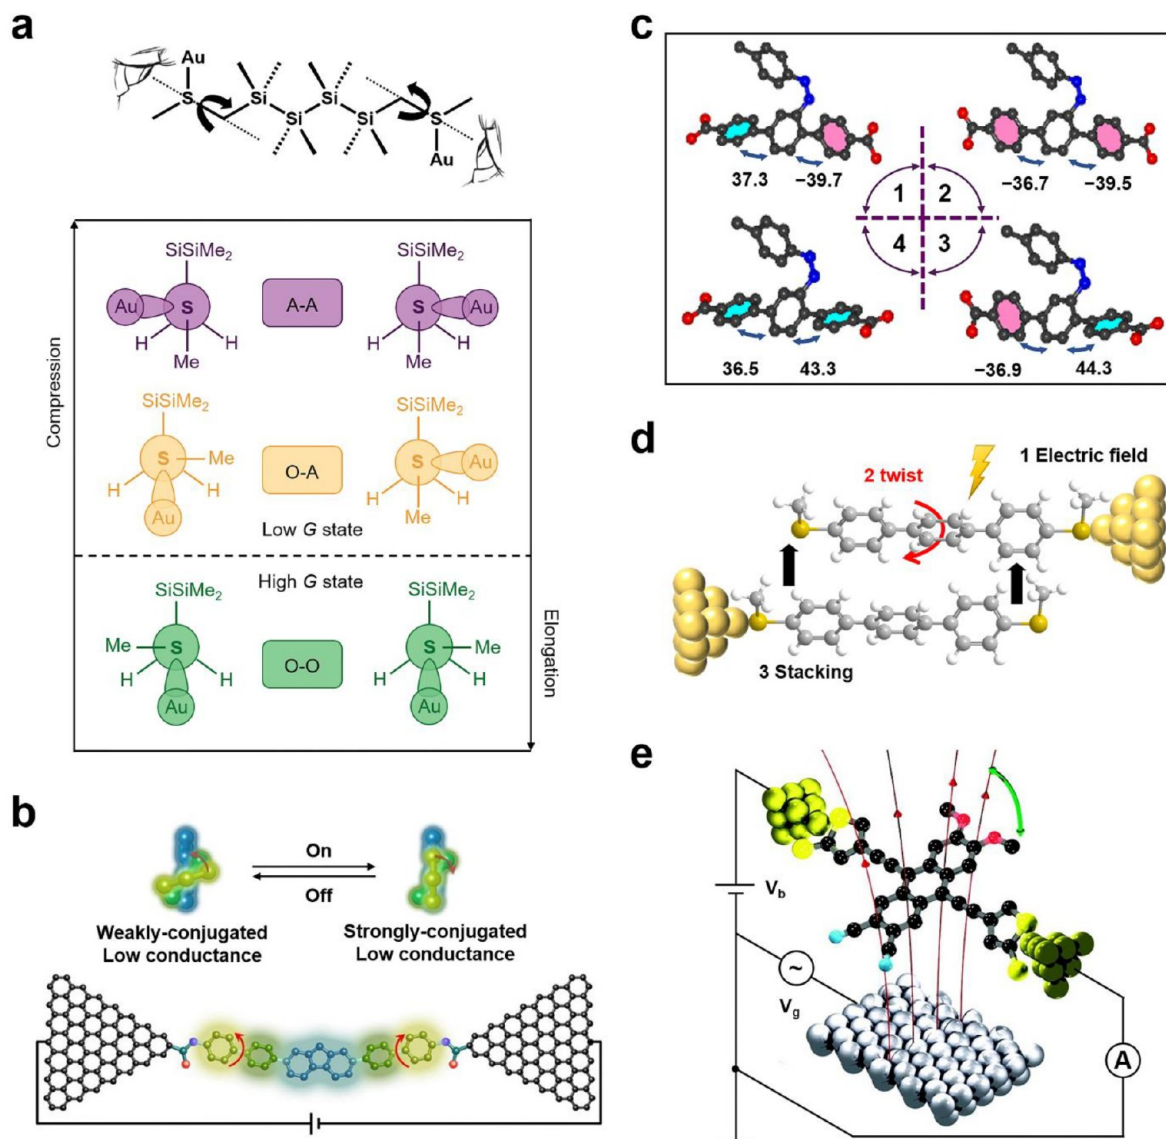 a
Au
S
Si
Si
Si
Si
S
Au
Compression
SiSiMe₂
SiSiMe₂
Au
S
A-A
S
Au
H
H
H
H
Me
Me
SiSiMe₂
SiSiMe₂
S
Me
O-A
S
Au
H
H
H
H
Au
Me
Low G state
High G state
SiSiMe₂
SiSiMe₂
Me
S
O-O
S
Me
H
H
H
H
Au
Au
Elongation
b
On
Off
Weakly-conjugated
Low conductance
Strongly-conjugated
Low conductance
c
37.3
−39.7
−36.7
−39.5
1
2
4
3
36.5
43.3
−36.9
44.3
d
1 Electric field
2 twist
3 Stacking
e
V_b
~
V_g
A